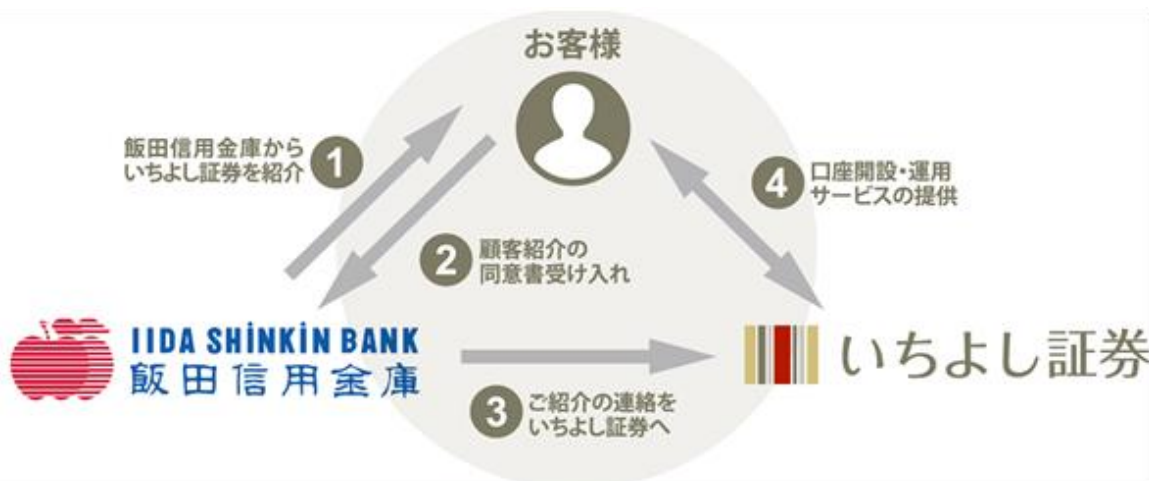 お客様
飯田信用金庫から
いちよし証券を紹介
1
4
口座開設・運用
サービスの提供
2
顧客紹介の
同意書受け入れ
IIDA SHiNKiN BANK
飯田信用金庫
いちよし証券
3
ご紹介の連絡を
いちよし証券へ